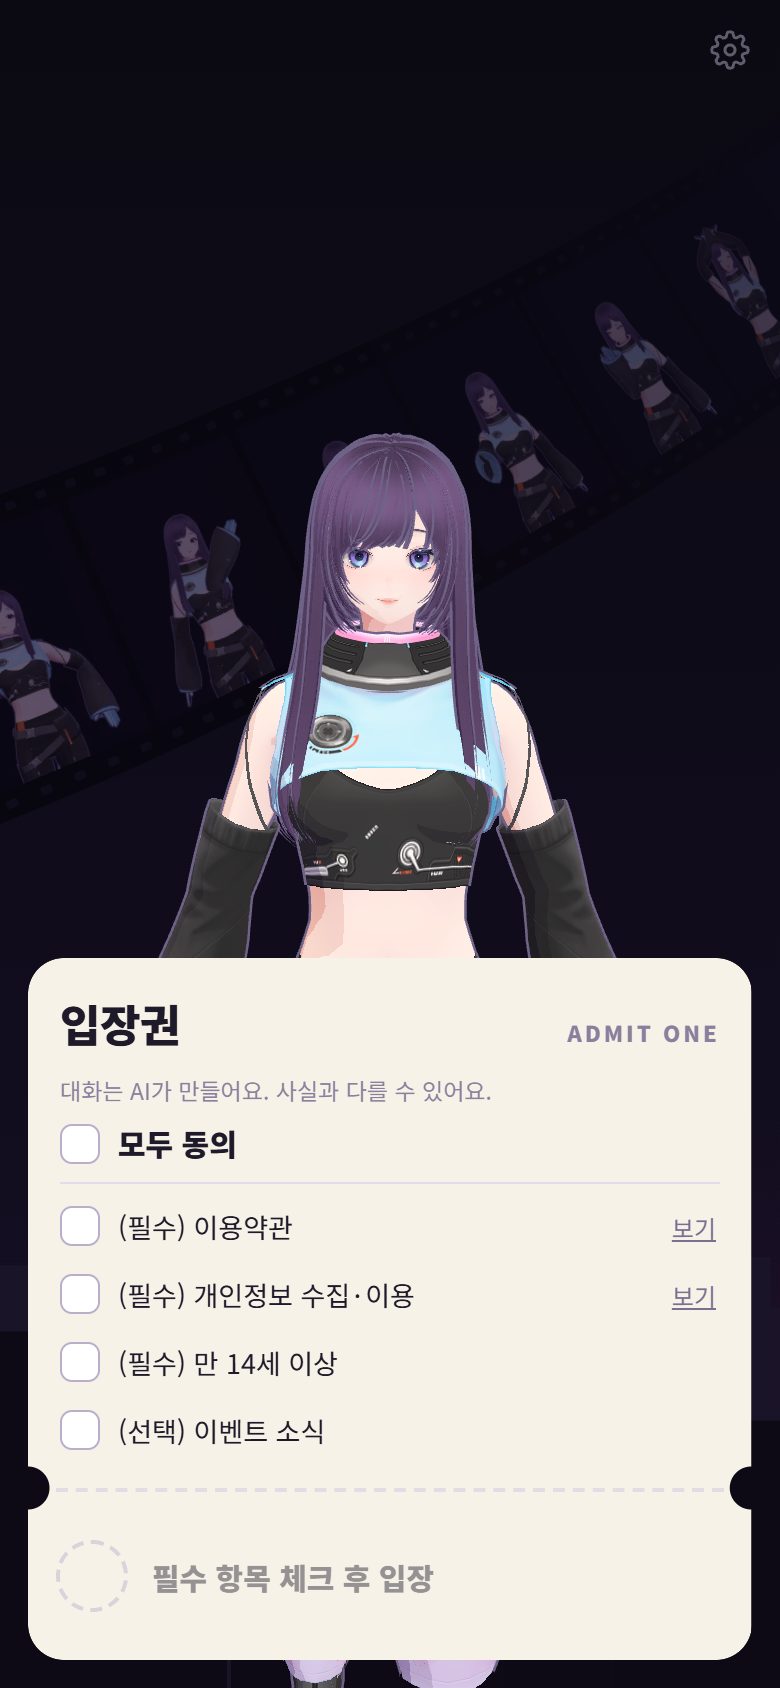 입장권
ADMIT ONE
대화는 AI가 만들어요. 사실과 다를 수 있어요.
모두 동의
(필수) 이용약관 보기
(필수) 개인정보 수집·이용 보기
(필수) 만 14세 이상
(선택) 이벤트 소식
필수 항목 체크 후 입장